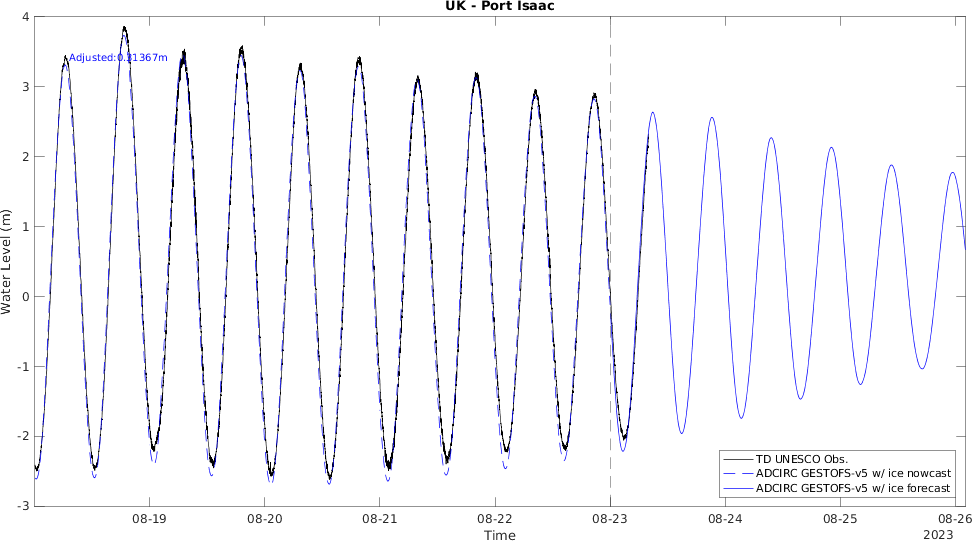 UK - Port Isaac
Adjusted:0.31367m
Water Level (m)
4
3
2
1
0
-1
-2
-3
08-19
08-20
08-21
08-22
08-23
08-24
08-25
08-26
Time
2023
TD UNESCO Obs.
ADCIRC GESTOFS-v5 w/ ice nowcast
ADCIRC GESTOFS-v5 w/ ice forecast